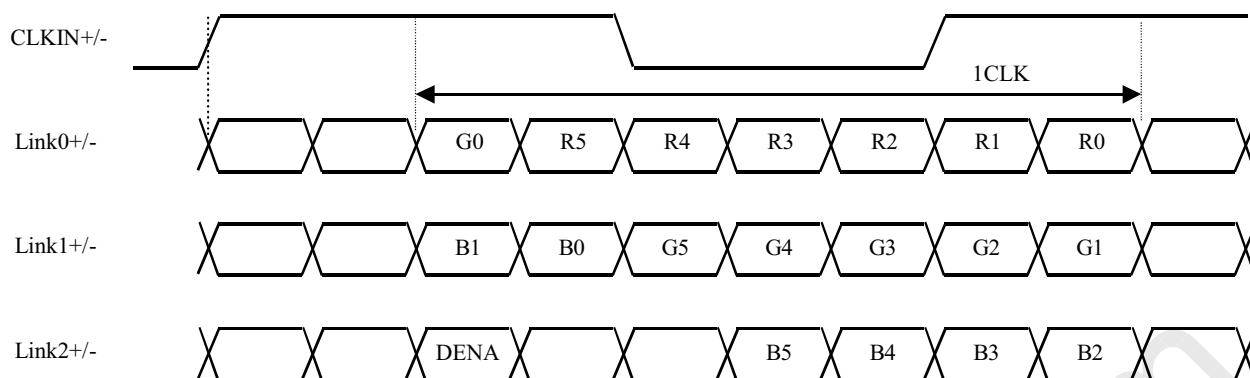 CLKIN+/-
1CLK
Link0+/- G0 R5 R4 R3 R2 R1 R0
Link1+/- B1 B0 G5 G4 G3 G2 G1
Link2+/- DENA B5 B4 B3 B2